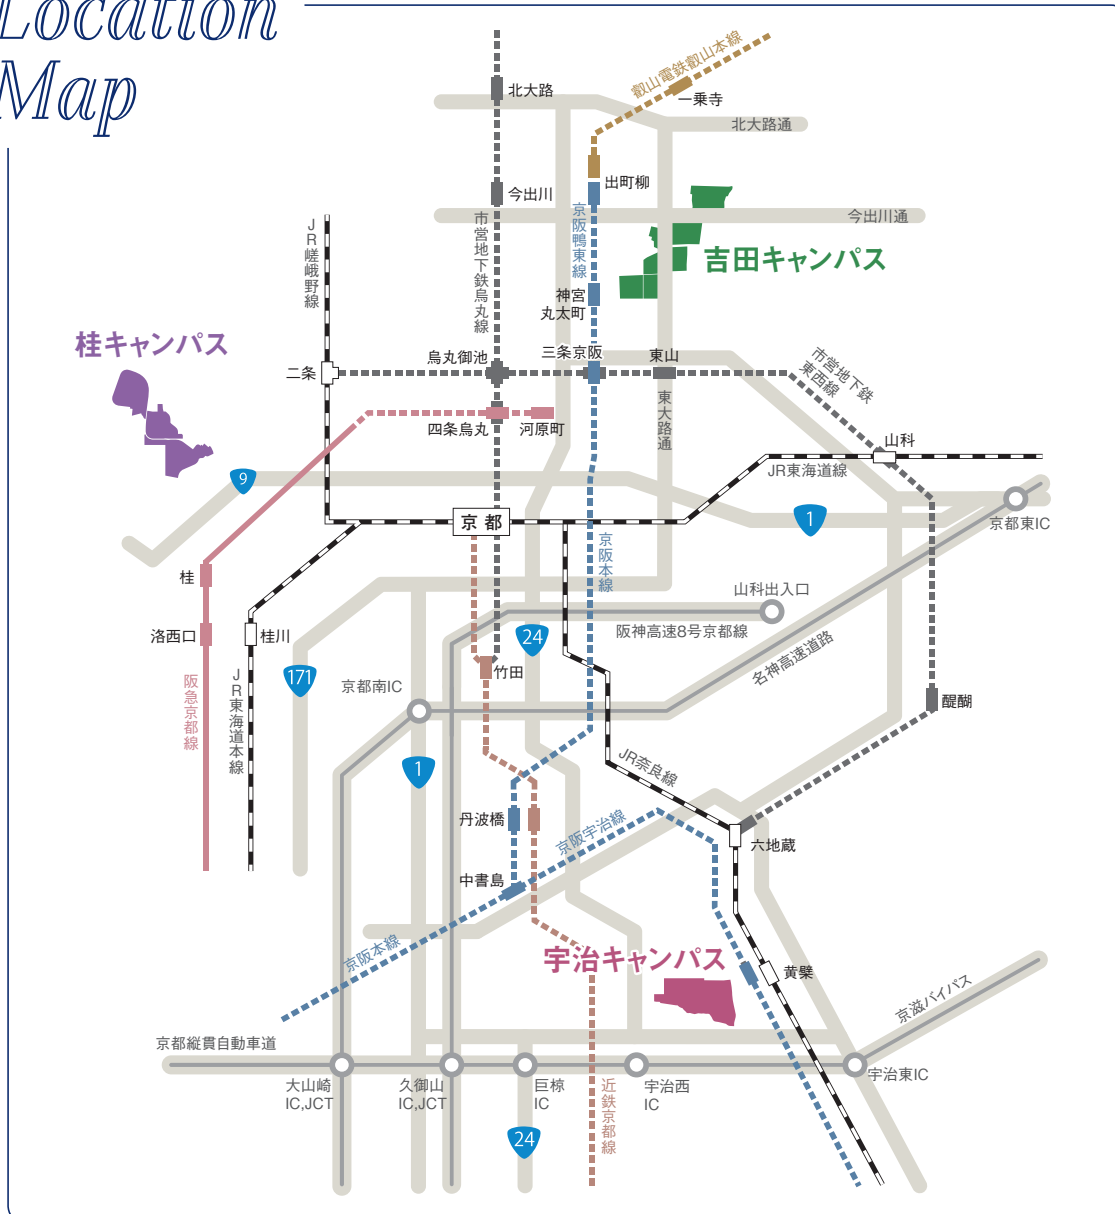 Location
Map
叡山電鉄叡山本線
北大路
一乗寺
北大路通
出町柳
今出川
市営地下鉄烏丸線
京阪鴨東線
今出川通
JR嵯峨野線
吉田キャンパス
神宮
丸太町
桂キャンパス
烏丸御池
三条京阪
東山
市営地下鉄
東西線
二条
東大路通
四条烏丸
河原町
山科
JR東海道線
9
京都
1
京都東IC
京阪本線
桂
山科出入口
洛西口
桂川
24
阪神高速8号京都線
名神高速道路
171
竹田
阪急京都線
JR東海道本線
京都南IC
醍醐
1
JR奈良線
丹波橋
京阪宇治線
六地蔵
中書島
京阪本線
宇治キャンパス
黄檗
京滋バイパス
京都縦貫自動車道
大山崎
IC,JCT
久御山
IC,JCT
巨椋
IC
宇治西
IC
宇治東IC
近鉄京都線
24